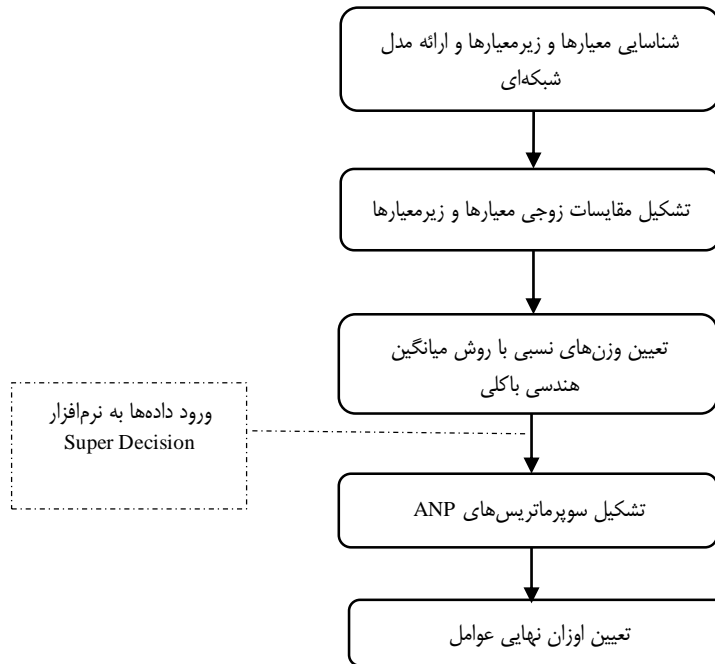 شناسایی معیارها و زیرمعیارها و ارائه مدل
شبکه‌ای
تشکیل مقایسات زوجی معیارها و زیرمعیارها
تعیین وزن‌های نسبی با روش میانگین
هندسی باکلی
ورود داده‌ها به نرم‌افزار
Super Decision
تشکیل سوپرماتریس‌های ANP
تعیین اوزان نهایی عوامل